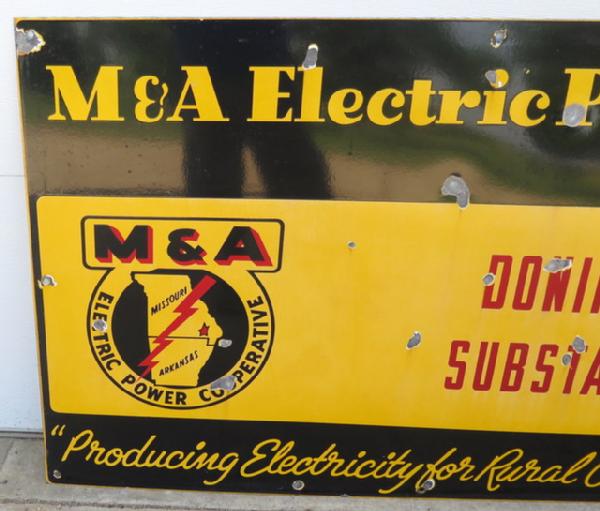 M&A Electric P
M & A
MISSOURI
ARKANSAS
ELECTRIC POWER COOPERATIVE
DONI
SUBSTA
"Producing Electricity for Rural